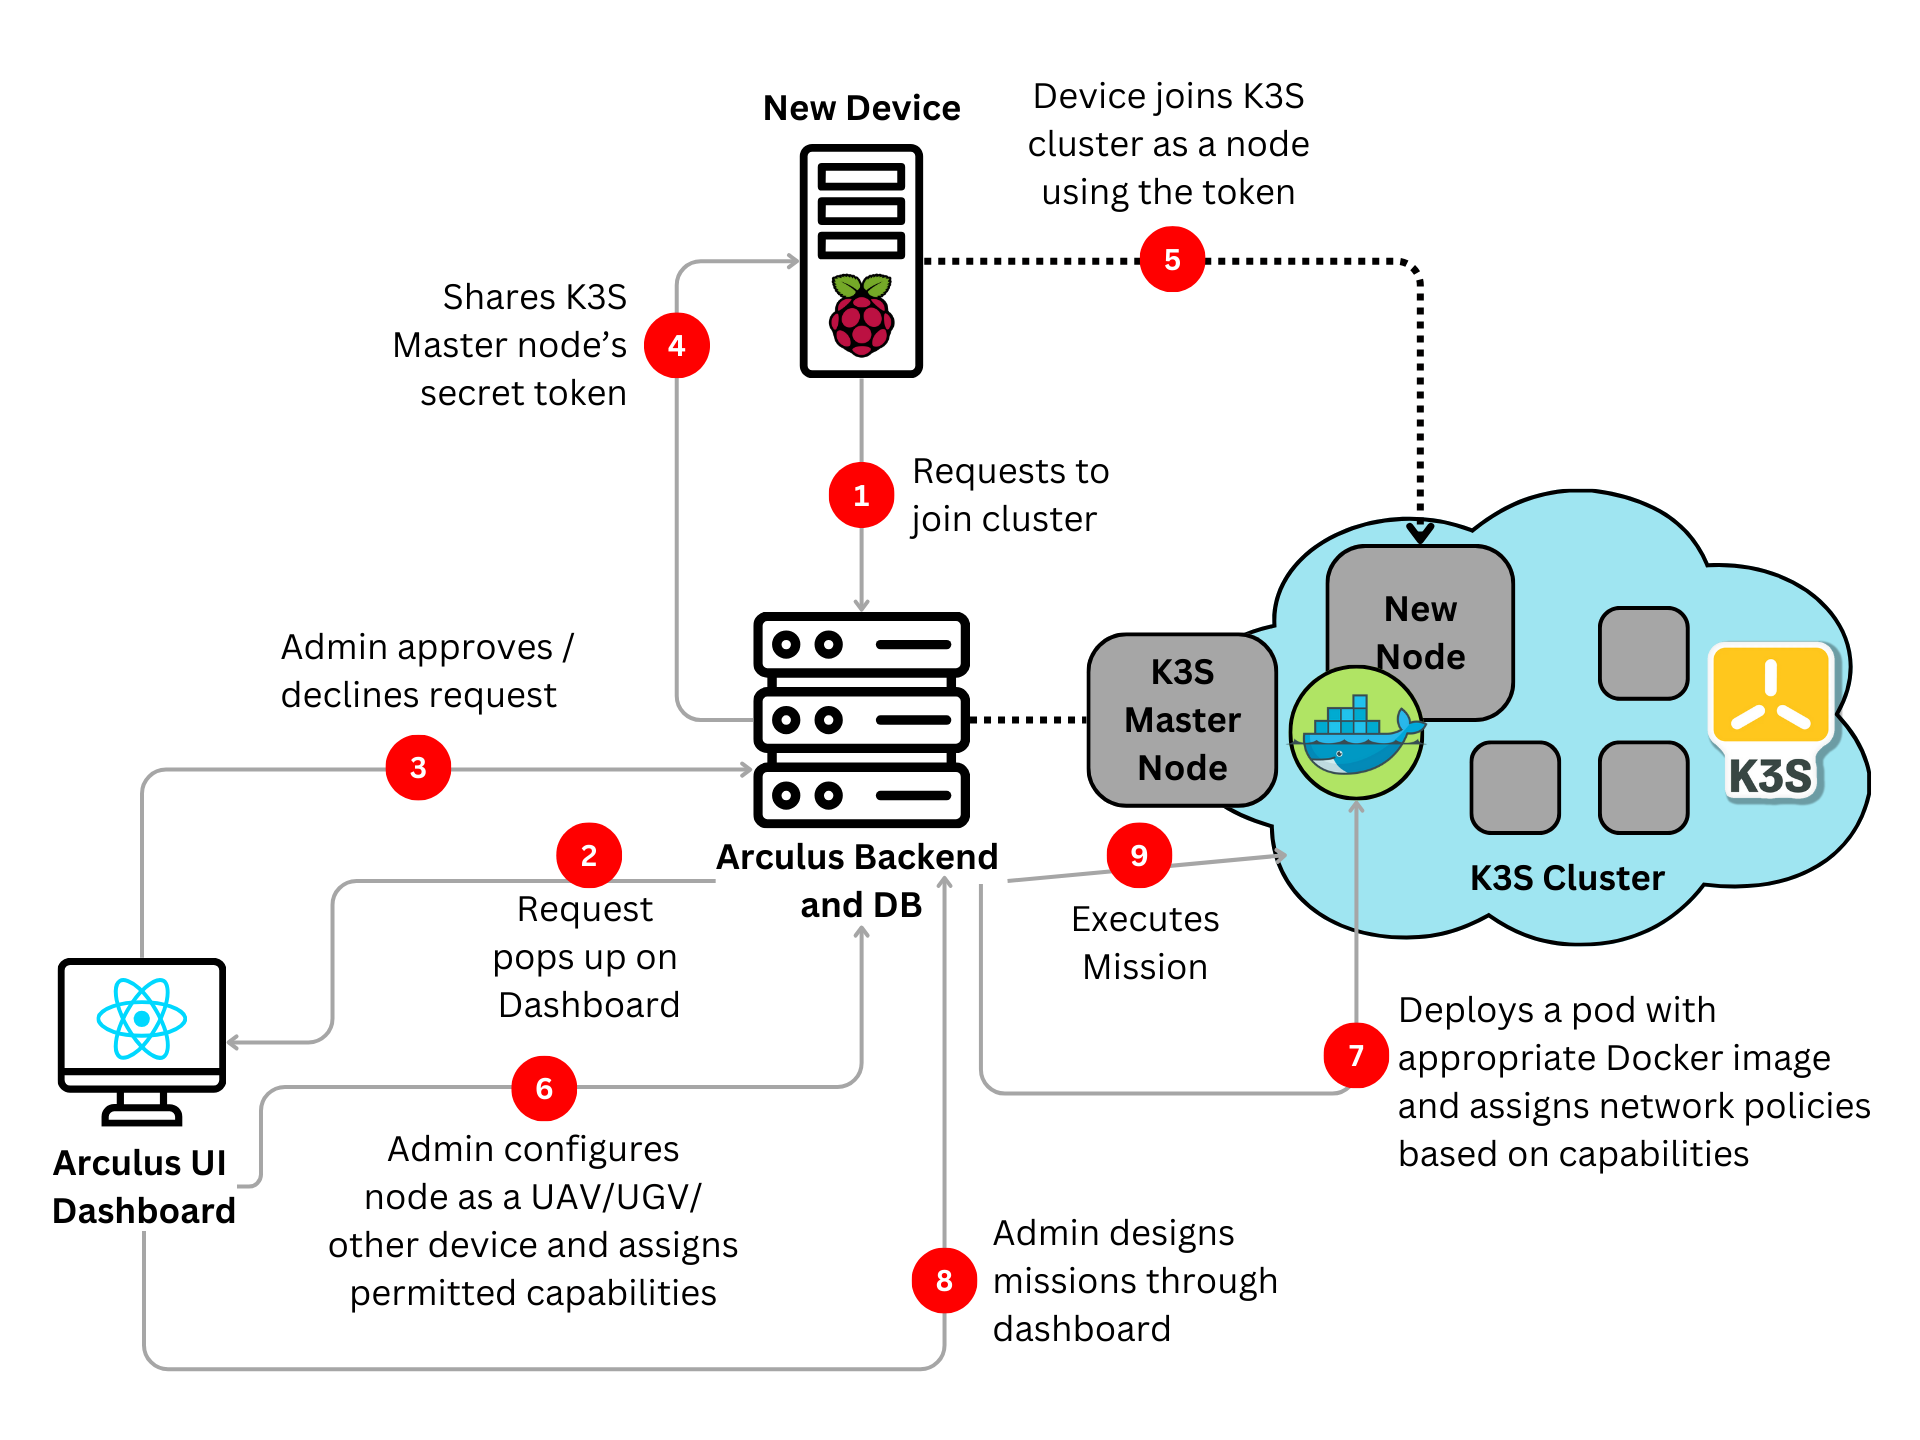 New Device
Device joins K3S
cluster as a node
using the token
5
Shares K3S
Master node’s
secret token
4
1
Requests to
join cluster
Admin approves /
declines request
3
New
Node
K3S
Master
Node
K3S
K3S Cluster
2
Request
pops up on
Dashboard
Arculus Backend
and DB
9
Executes
Mission
7
Deploys a pod with
appropriate Docker image
and assigns network policies
based on capabilities
6
Admin configures
node as a UAV/UGV/
other device and assigns
permitted capabilities
Arculus UI
Dashboard
8
Admin designs
missions through
dashboard